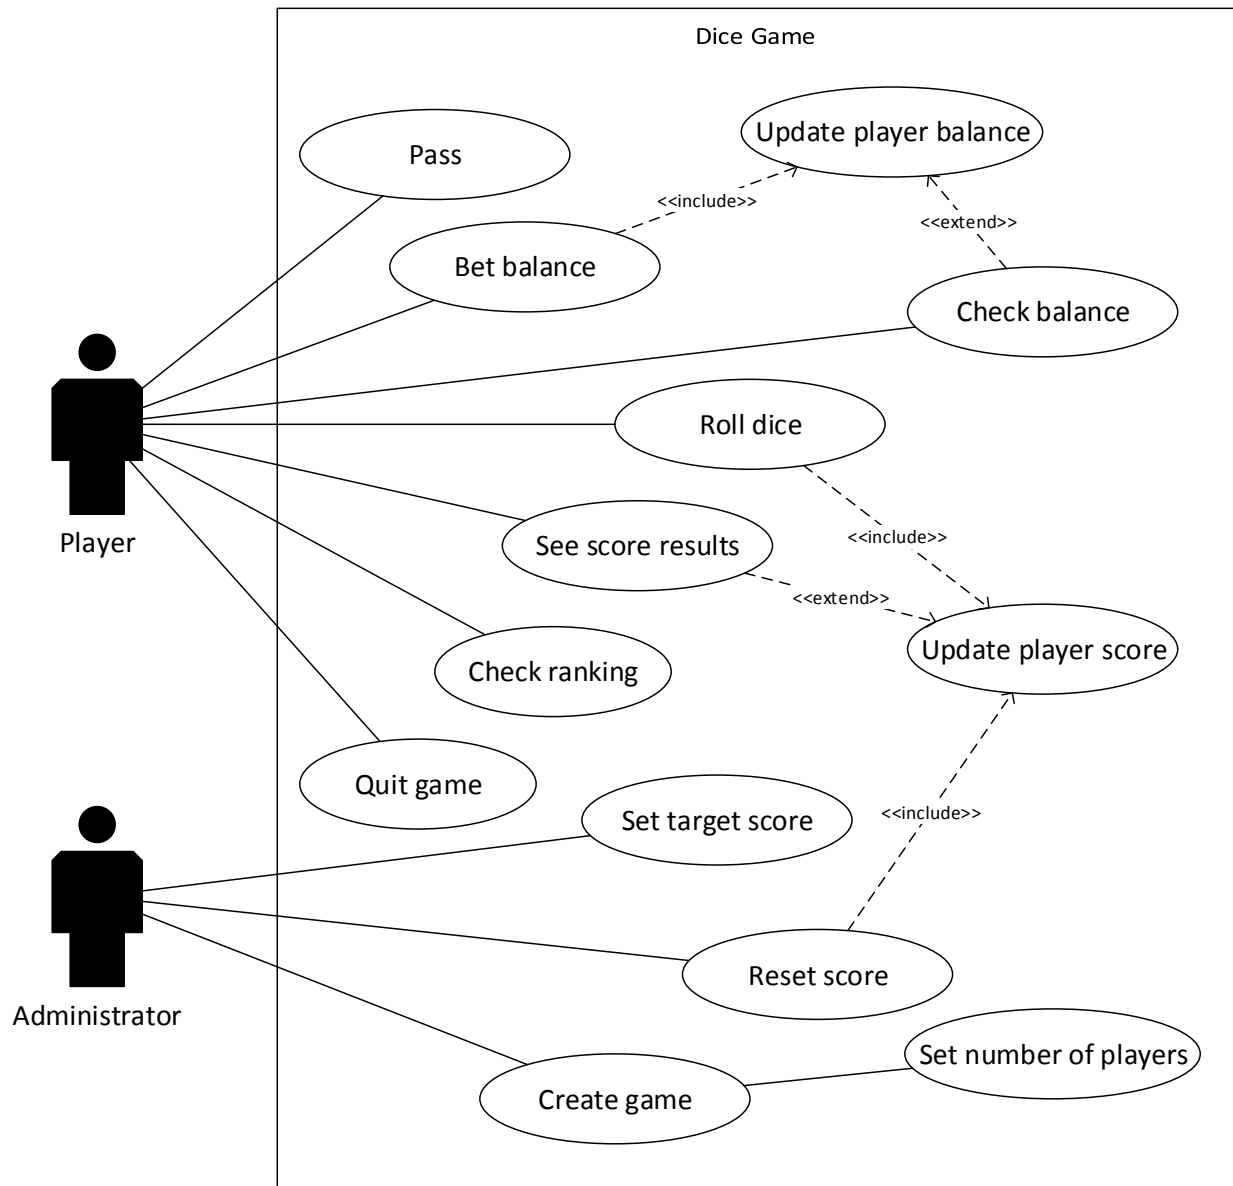 Dice Game
Update player balance
Pass
<<include>>
<<extend>>
Bet balance
Check balance
Roll dice
Player
See score results
<<include>>
<<extend>>
Update player score
Check ranking
Quit game
Set target score
<<include>>
Reset score
Administrator
Set number of players
Create game